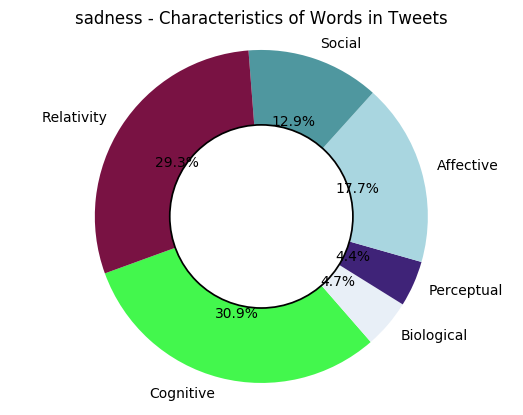 sadness - Characteristics of Words in Tweets
Social
Relativity
12.9%
29.3%
Affective
17.7%
4.4%
4.7%
Perceptual
30.9%
Biological
Cognitive